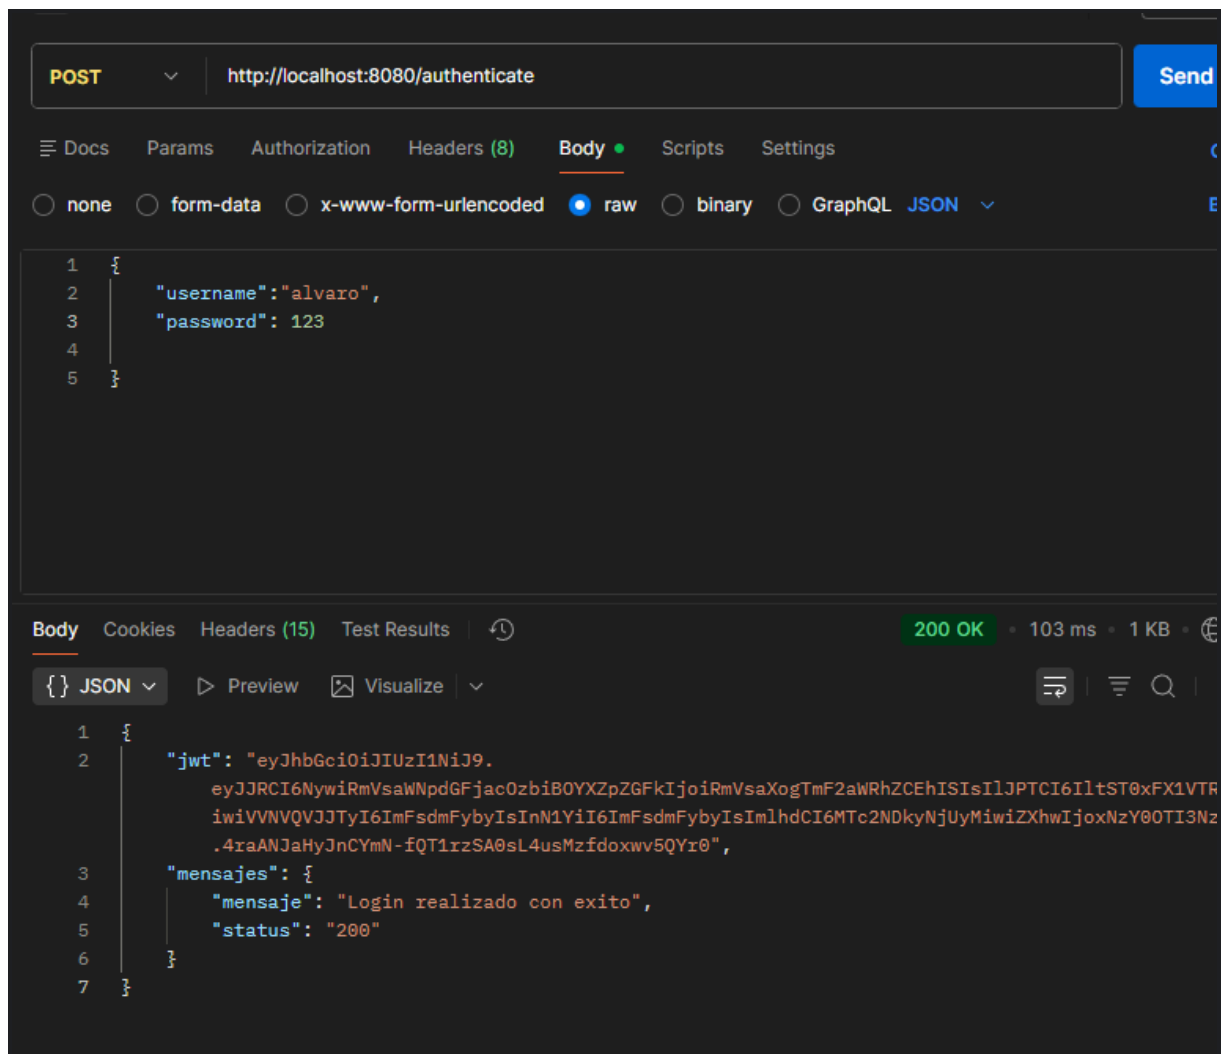 POST http://localhost:8080/authenticate Send
Docs Params Authorization Headers (8) Body Scripts Settings
none form-data x-www-form-urlencoded raw binary GraphQL JSON
1 {
2 "username":"alvaro",
3 "password": 123
4
5 }
Body Cookies Headers (15) Test Results 200 OK 103 ms 1 KB
{} JSON Preview Visualize
1 {
2 "jwt": "eyJhbGciOiJIUzI1NiJ9.
eyJJRCI6NywiRmVsaWNpdGFjacOzbiBOYXZpZGFkIjoiRmVsaXogTmF2aWRhZCEhISIsIlJPTCI6IltST0xFX1VTR
iwiVVNVQVJJTyI6ImFsdmFybyIsInN1YiI6ImFsdmFybyIsImlhdCI6MTc2NDkyNjUyMiwiZXhwIjoxNzY0OTI3Nz
.4raANJaHyJnCYmN-fQT1rzSA0sL4usMzfdoxwv5QYr0",
3 "mensajes": {
4 "mensaje": "Login realizado con exito",
5 "status": "200"
6 }
7 }